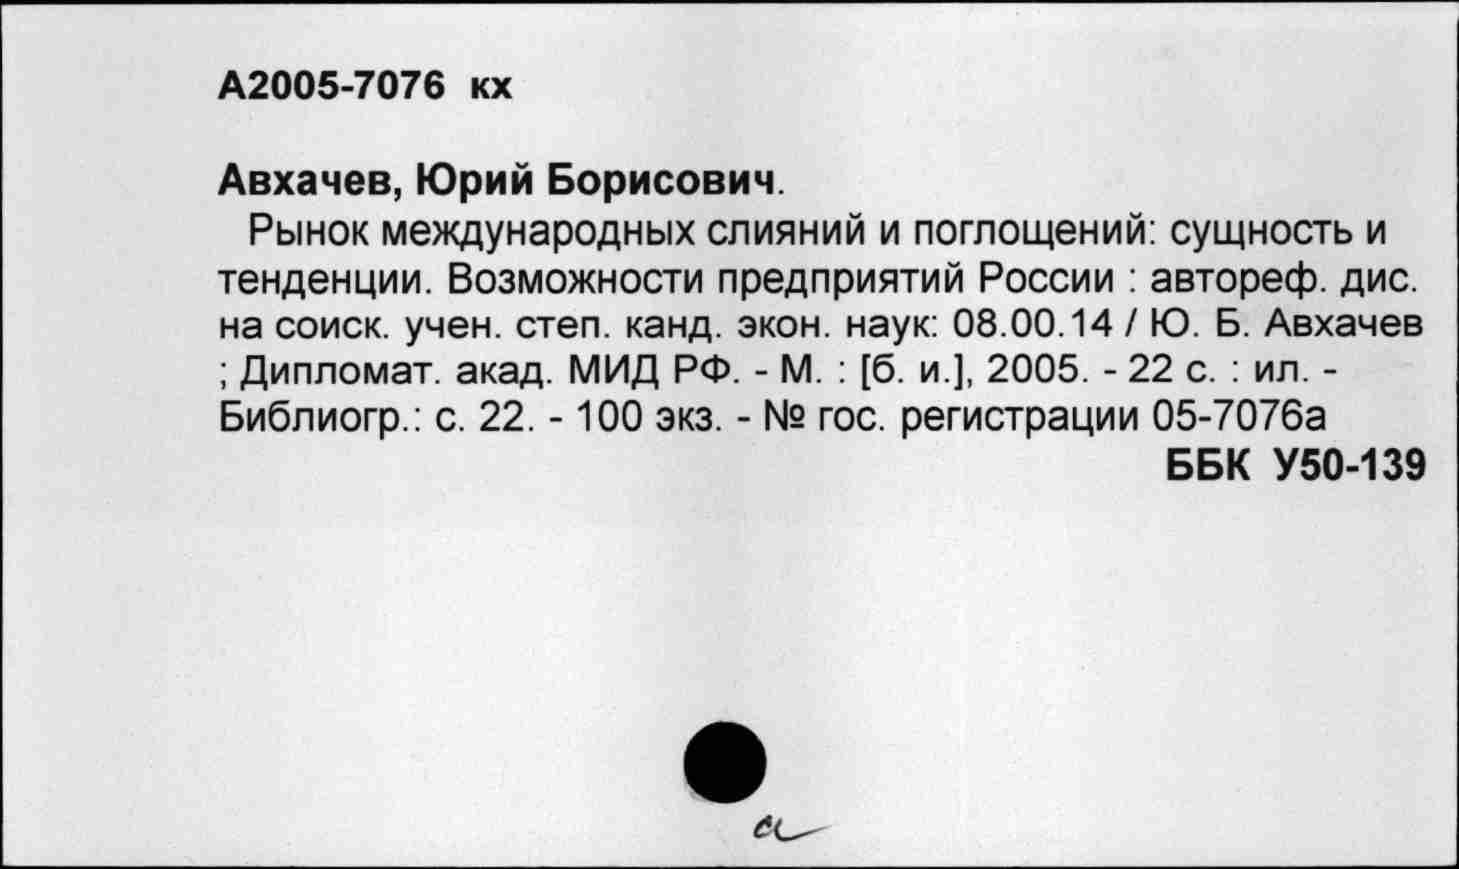 А2005-7076 кх
Авхачев, Юрий Борисович.
Рынок международных слияний и поглощений: сущность и
тенденции. Возможности предприятий России : автореф. дис.
на соиск. учен. степ. канд. экон. наук: 08.00.14 / Ю. Б. Авхачев
; Дипломат. акад. МИД РФ. - М. : [б. и.], 2005. - 22 с. : ил. -
Библиогр.: с. 22. - 100 экз. - № гос. регистрации 05-7076а
ББК У50-139